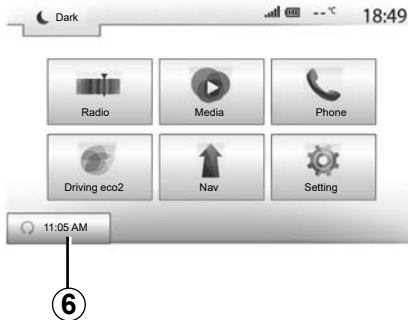 Dark
--°C
18:49
Radio
Media
Phone
Driving eco2
Nav
Setting
11:05 AM
6